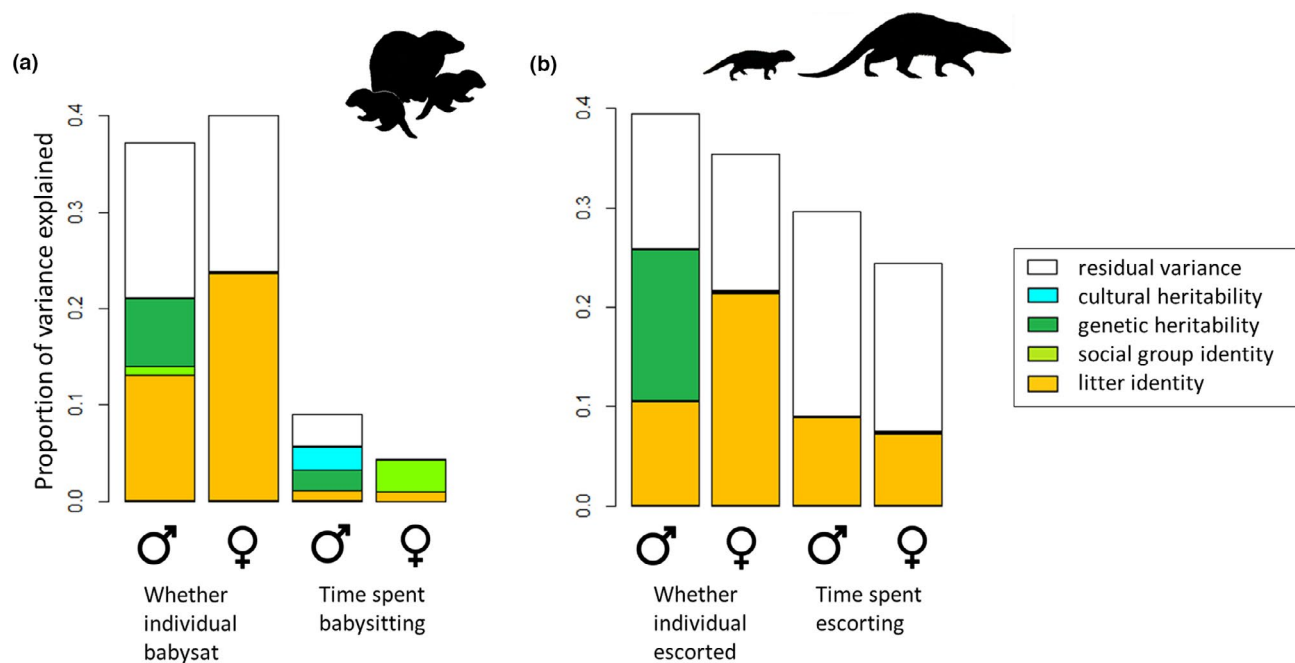 (a)
Proportion of variance explained
0.4
0.3
0.2
0.1
0.0
♂ ♀ ♂ ♀
Whether
individual
babysat
Time spent
babysitting
(b)
0.4
0.3
0.2
0.1
0.0
♂ ♀ ♂ ♀
Whether
individual
escorted
Time spent
escorting
residual variance
cultural heritability
genetic heritability
social group identity
litter identity